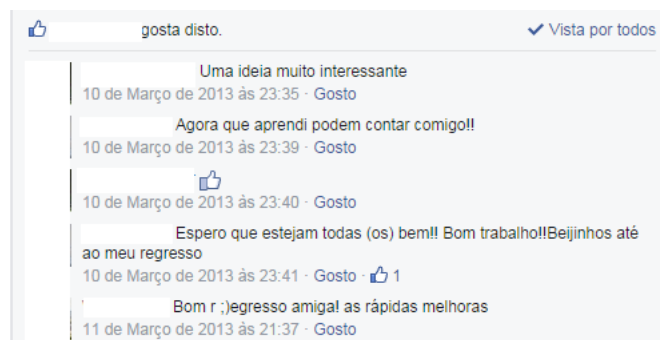 gosta disto. Vista por todos
Uma ideia muito interessante
10 de Março de 2013 às 23:35 · Gosto
Agora que aprendi podem contar comigo!!
10 de Março de 2013 às 23:39 · Gosto
10 de Março de 2013 às 23:40 · Gosto
Espero que estejam todas (os) bem!! Bom trabalho!!Beijinhos até
ao meu regresso
10 de Março de 2013 às 23:41 · Gosto · 1
Bom r ;)egresso amiga! as rápidas melhoras
11 de Março de 2013 às 21:37 · Gosto